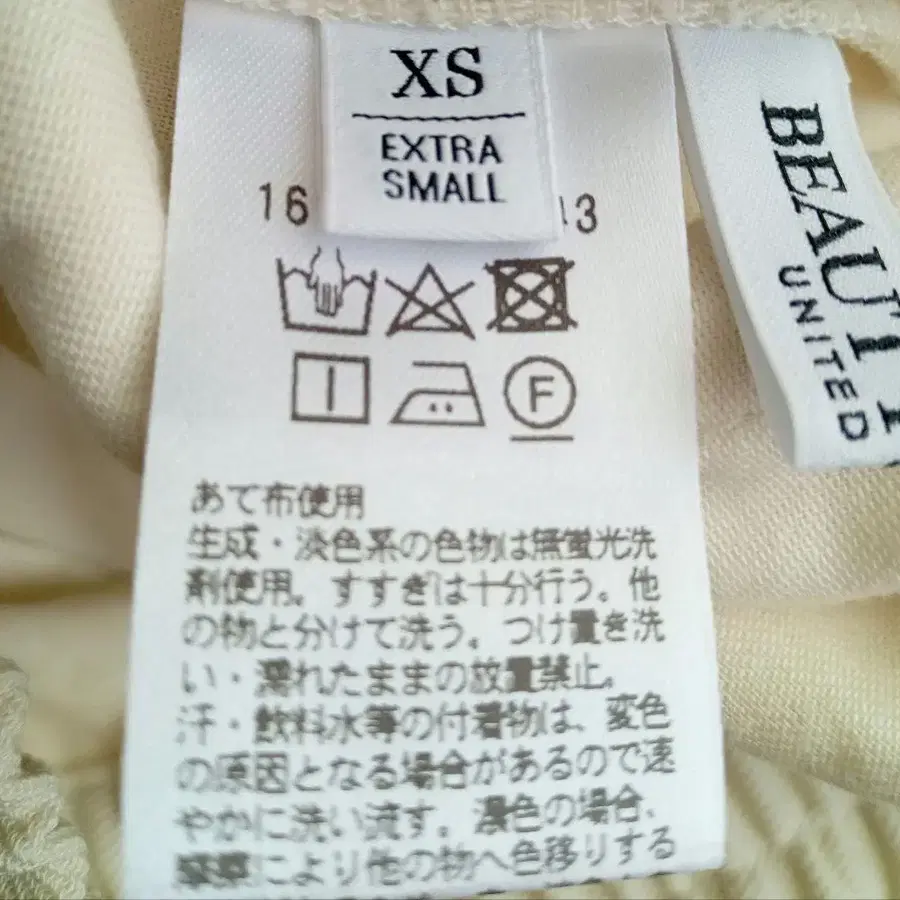 XS
EXTRA
SMALL
16
43
F
あて布使用
生成・淡色系の色物は無蛍光洗
剤使用。すすぎは十分行う。他
の物と分けて洗う。つけ置き洗
い・濡れたままの放置禁止。
汗・飲料水等の付着物は、変色
の原因となる場合があるので速
やかに洗い流す。濃色の場合、
摩擦により他の物へ色移りする
BEAUT
UNITED